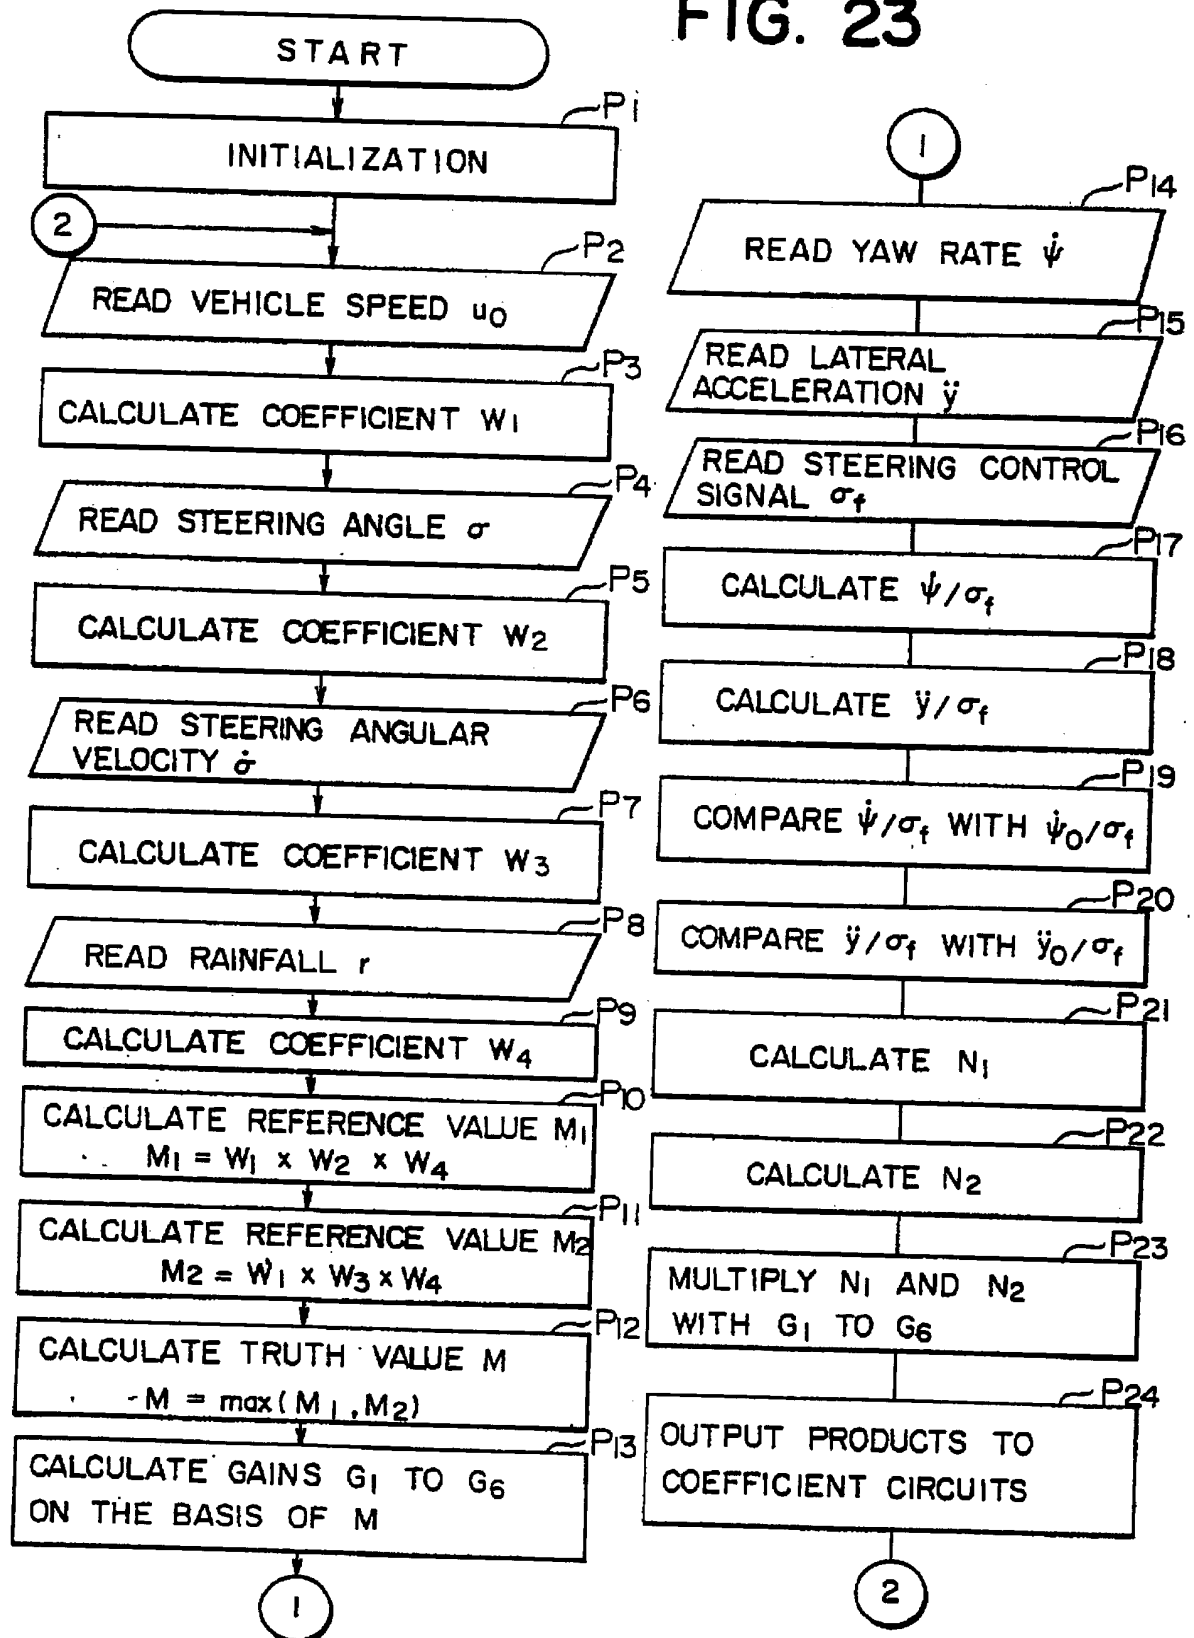 FIG. 23
START
P1
INITIALIZATION
2
P2
READ VEHICLE SPEED u0
P3
CALCULATE COEFFICIENT W1
P4
READ STEERING ANGLE σ
P5
CALCULATE COEFFICIENT W2
P6
READ STEERING ANGULAR
VELOCITY σ̇
P7
CALCULATE COEFFICIENT W3
P8
READ RAINFALL r
P9
CALCULATE COEFFICIENT W4
P10
CALCULATE REFERENCE VALUE M1
M1 = W1 x W2 x W4
P11
CALCULATE REFERENCE VALUE M2
M2 = W1 x W3 x W4
P12
CALCULATE TRUTH VALUE M
M = max(M1, M2)
P13
CALCULATE GAINS G1 TO G6
ON THE BASIS OF M
1
1
P14
READ YAW RATE ψ̇
P15
READ LATERAL
ACCELERATION ÿ
P16
READ STEERING CONTROL
SIGNAL σf
P17
CALCULATE ψ̇/σf
P18
CALCULATE ÿ/σf
P19
COMPARE ψ̇/σf WITH ψ̇0/σf
P20
COMPARE ÿ/σf WITH ÿ0/σf
P21
CALCULATE N1
P22
CALCULATE N2
P23
MULTIPLY N1 AND N2
WITH G1 TO G6
P24
OUTPUT PRODUCTS TO
COEFFICIENT CIRCUITS
2